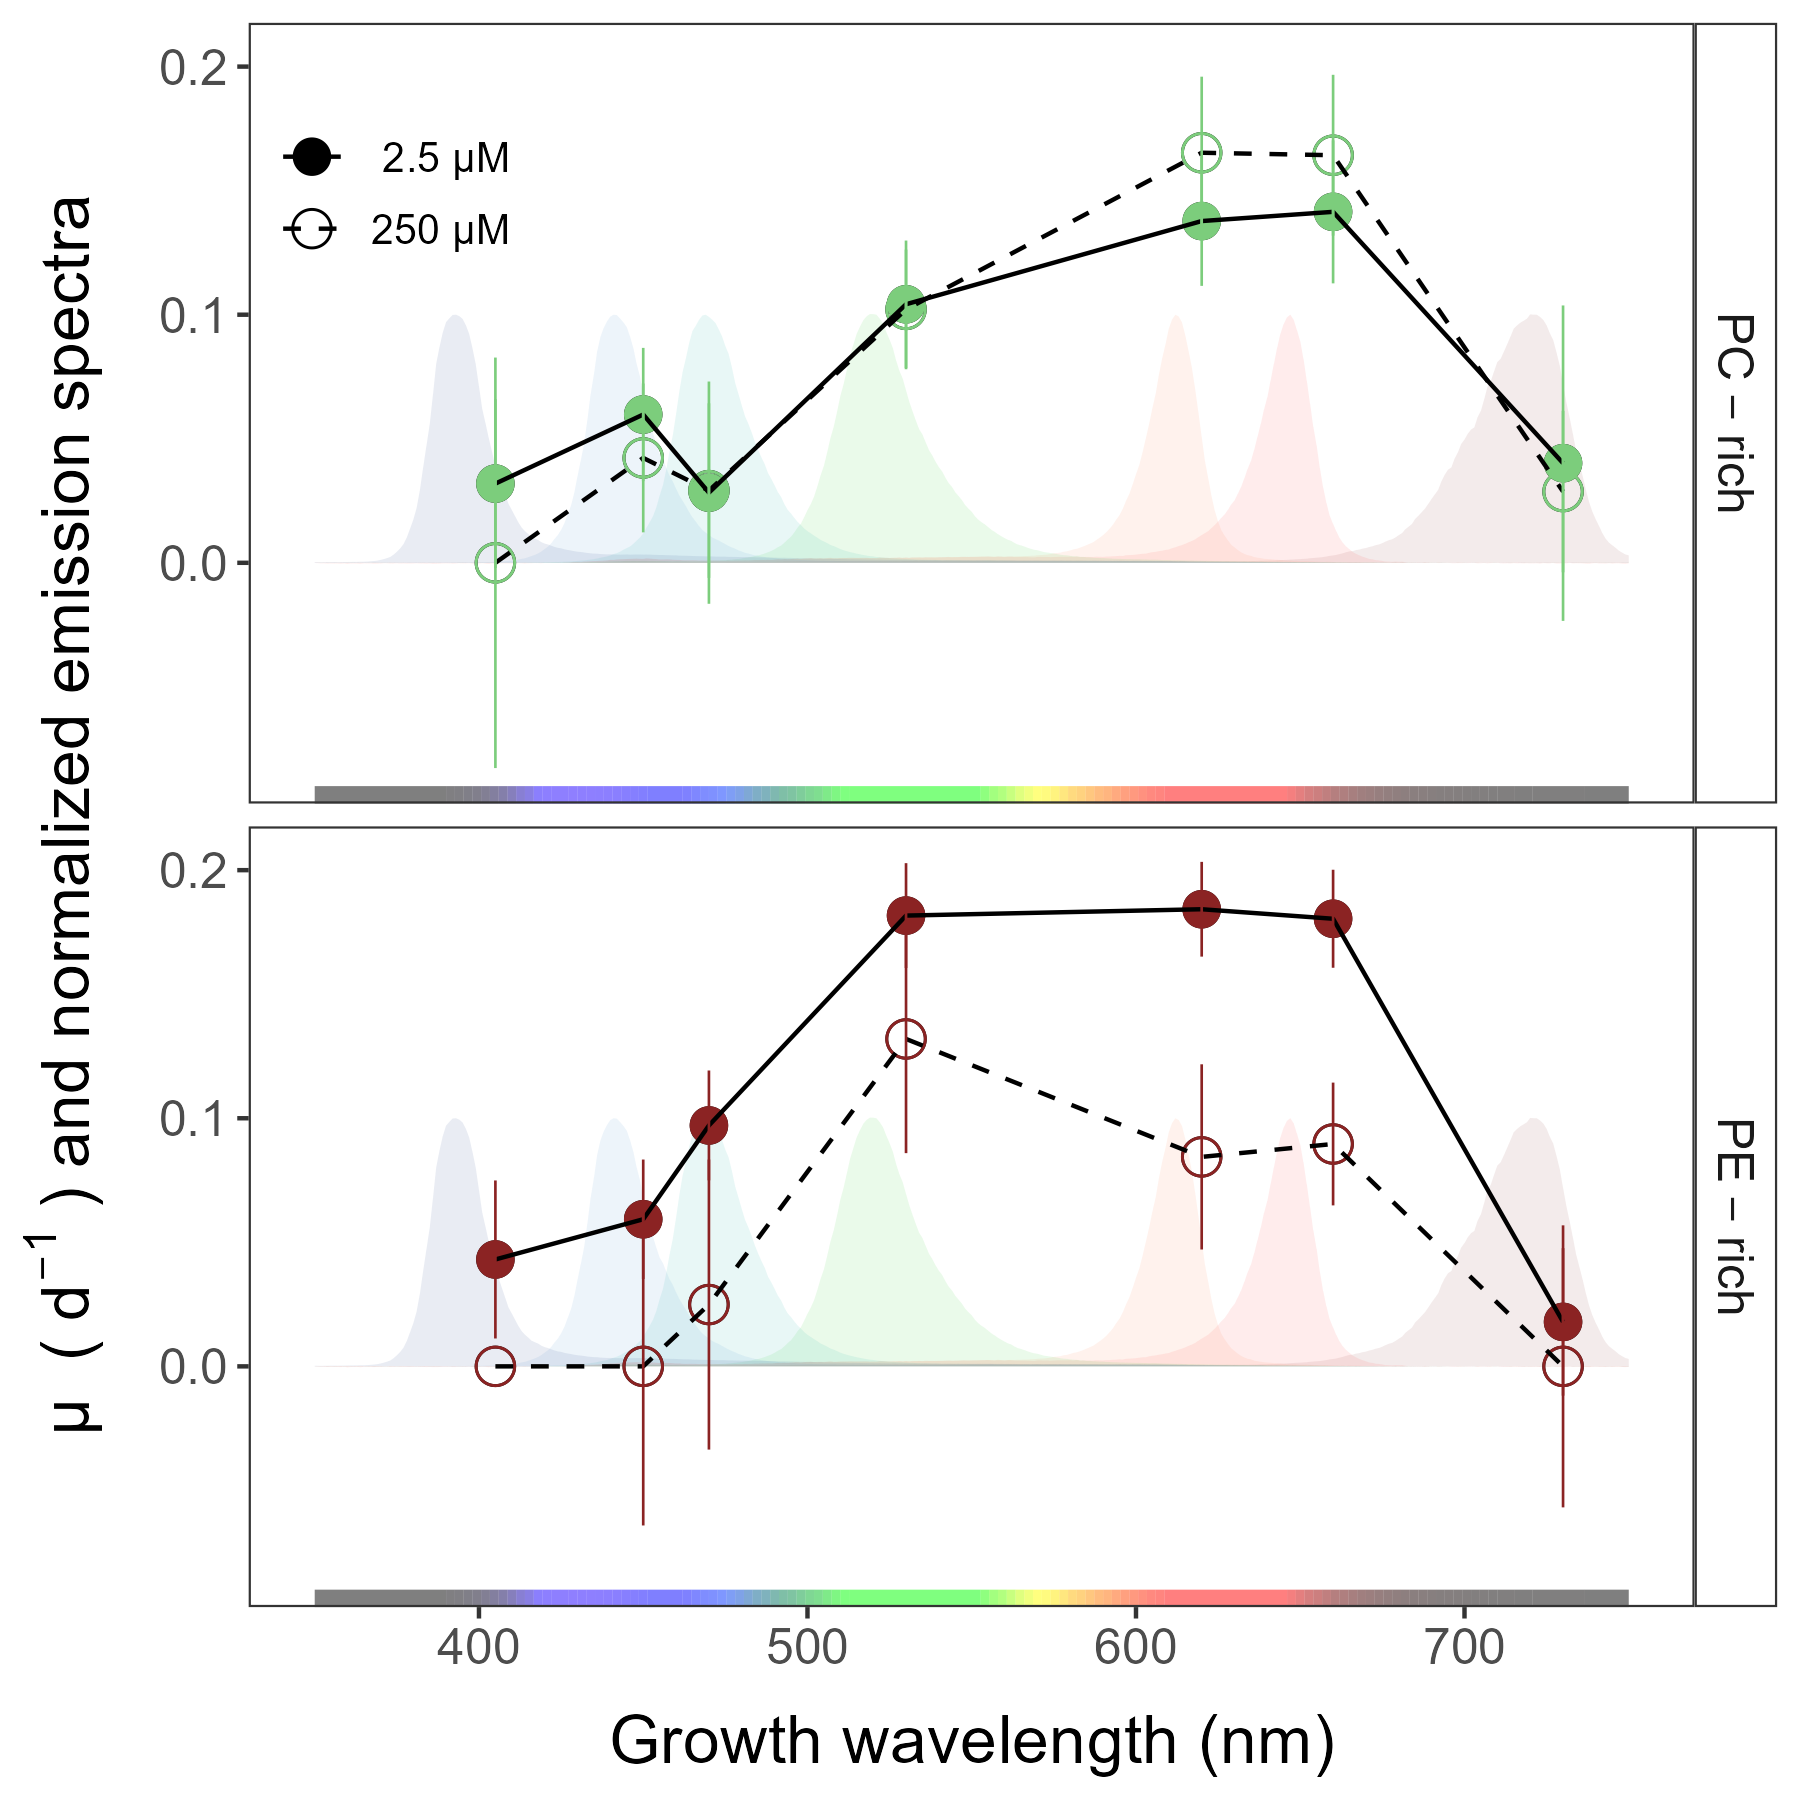 μ ( d⁻¹ ) and normalized emission spectra
0.2
0.1
0.0
2.5 μM
250 μM
PC – rich
0.2
0.1
0.0
PE – rich
400 500 600 700
Growth wavelength (nm)